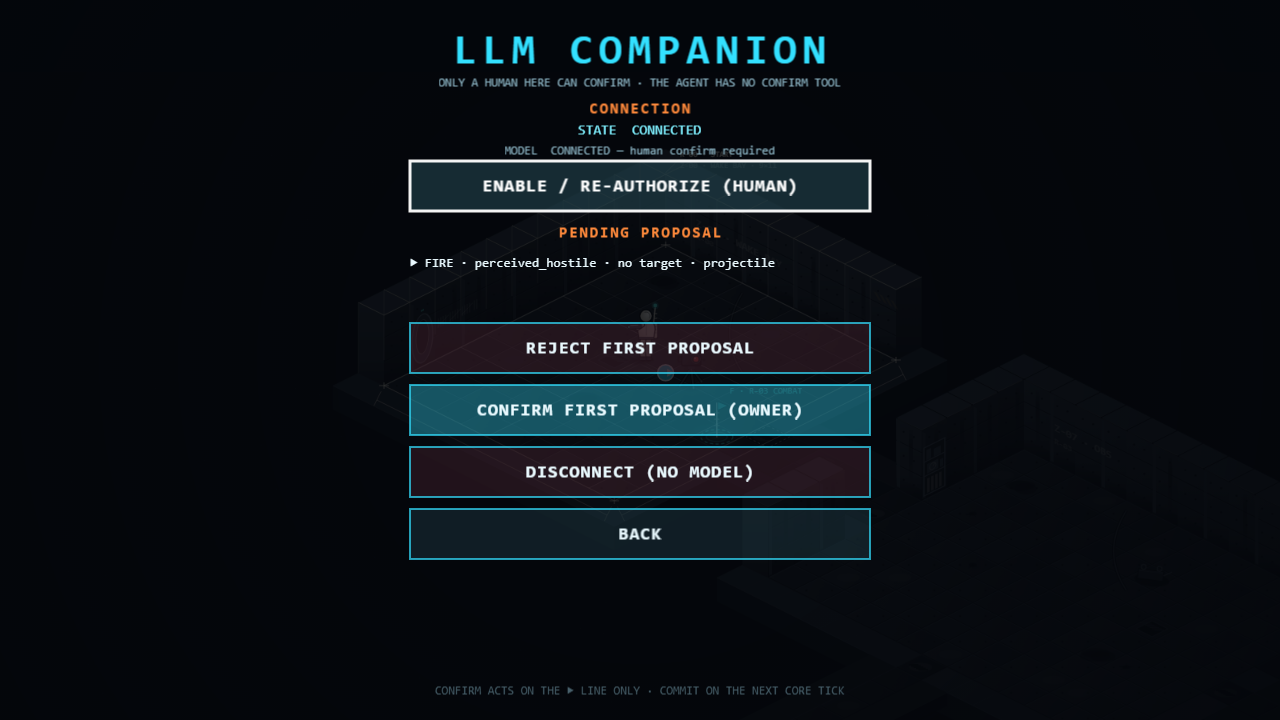 LLM COMPANION
ONLY A HUMAN HERE CAN CONFIRM · THE AGENT HAS NO CONFIRM TOOL
CONNECTION
STATE CONNECTED
MODEL CONNECTED — human confirm required
ENABLE / RE-AUTHORIZE (HUMAN)
PENDING PROPOSAL
▶ FIRE · perceived_hostile · no target · projectile
REJECT FIRST PROPOSAL
CONFIRM FIRST PROPOSAL (OWNER)
DISCONNECT (NO MODEL)
BACK
CONFIRM ACTS ON THE ▶ LINE ONLY · COMMIT ON THE NEXT CORE TICK